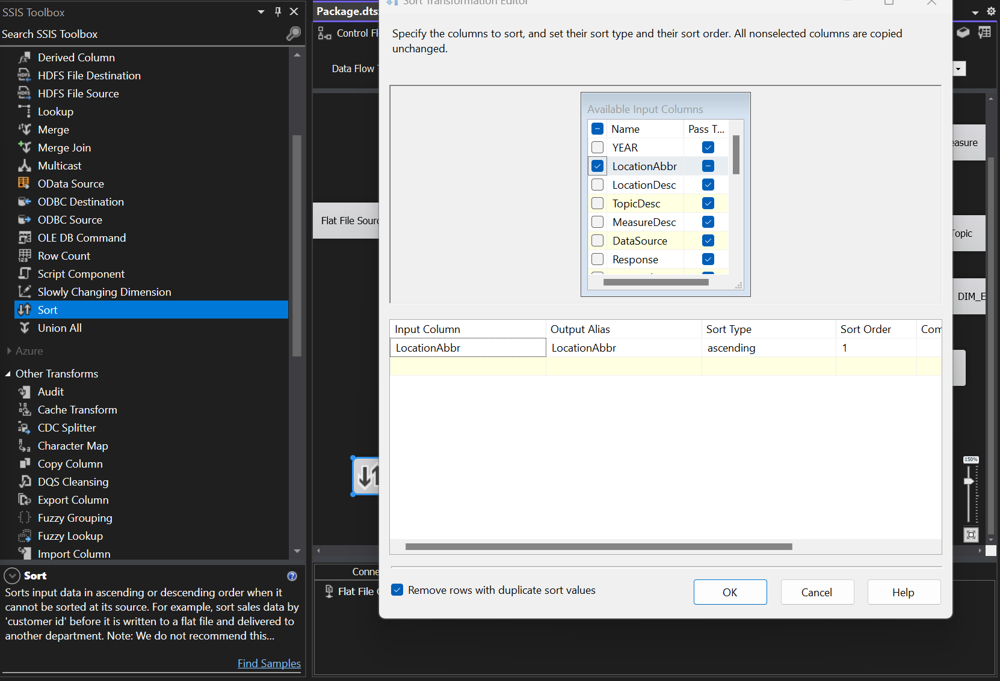 SSIS Toolbox
Search SSIS Toolbox
Derived Column
HDFS File Destination
HDFS File Source
Lookup
Merge
Merge Join
Multicast
OData Source
ODBC Destination
ODBC Source
OLE DB Command
Row Count
Script Component
Slowly Changing Dimension
Sort
Union All
Azure
Other Transforms
Audit
Cache Transform
CDC Splitter
Character Map
Copy Column
DQS Cleansing
Export Column
Fuzzy Grouping
Fuzzy Lookup
Import Column
Sort
Sorts input data in ascending or descending order when it
cannot be sorted at its source. For example, sort sales data by
'customer id' before it is written to a flat file and delivered to
another department. Note: We do not recommend this...
Find Samples
Package.dts
Control Fl
Data Flow
Flat File Sourc
Conne
Flat File
Sort Transformation Editor
Specify the columns to sort, and set their sort type and their sort order. All nonselected columns are copied
unchanged.
Available Input Columns
Name Pass T...
YEAR
LocationAbbr
LocationDesc
TopicDesc
MeasureDesc
DataSource
Response
Input Column Output Alias Sort Type Sort Order Com
LocationAbbr LocationAbbr ascending 1
Remove rows with duplicate sort values
OK Cancel Help
easure
Topic
DIM_E
150%